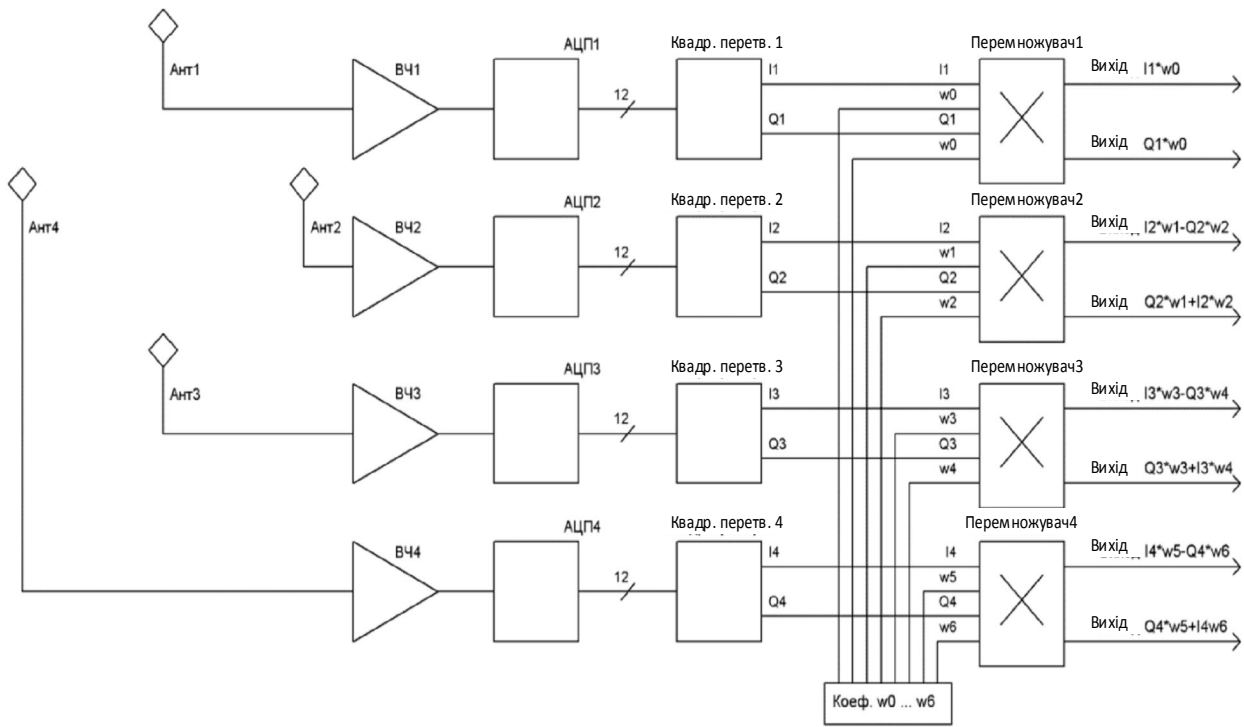 Ант1
ВЧ1
АЦП1
12
Квадр. перетв. 1
I1
Q1
Перемножувач1
I1
w0
Q1
w0
Вихід I1*w0
Вихід Q1*w0
Ант4
Ант2
ВЧ2
АЦП2
12
Квадр. перетв. 2
I2
Q2
Перемножувач2
I2
w1
Q2
w2
Вихід I2*w1-Q2*w2
Вихід Q2*w1+I2*w2
Ант3
ВЧ3
АЦП3
12
Квадр. перетв. 3
I3
Q3
Перемножувач3
I3
w3
Q3
w4
Вихід I3*w3-Q3*w4
Вихід Q3*w3+I3*w4
ВЧ4
АЦП4
12
Квадр. перетв. 4
I4
Q4
Перемножувач4
I4
w5
Q4
w6
Вихід I4*w5-Q4*w6
Вихід Q4*w5+I4w6
Коеф. w0 ... w6